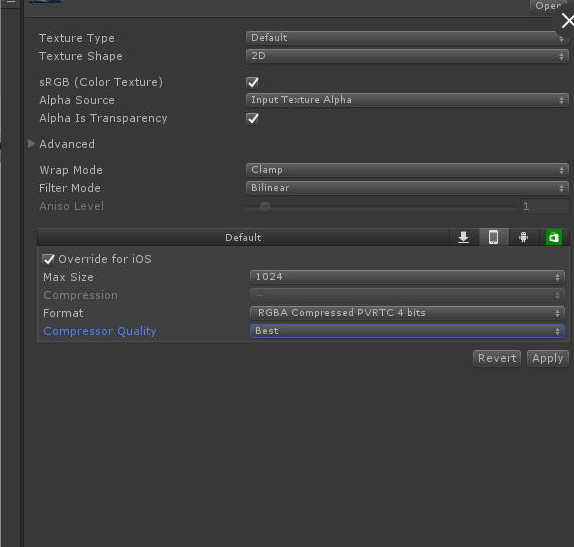 Open
Texture Type Default
Texture Shape 2D
sRGB (Color Texture)
Alpha Source Input Texture Alpha
Alpha Is Transparency
Advanced
Wrap Mode Clamp
Filter Mode Bilinear
Aniso Level 1
Default
Override for iOS
Max Size 1024
Compression —
Format RGBA Compressed PVRTC 4 bits
Compressor Quality Best
Revert Apply